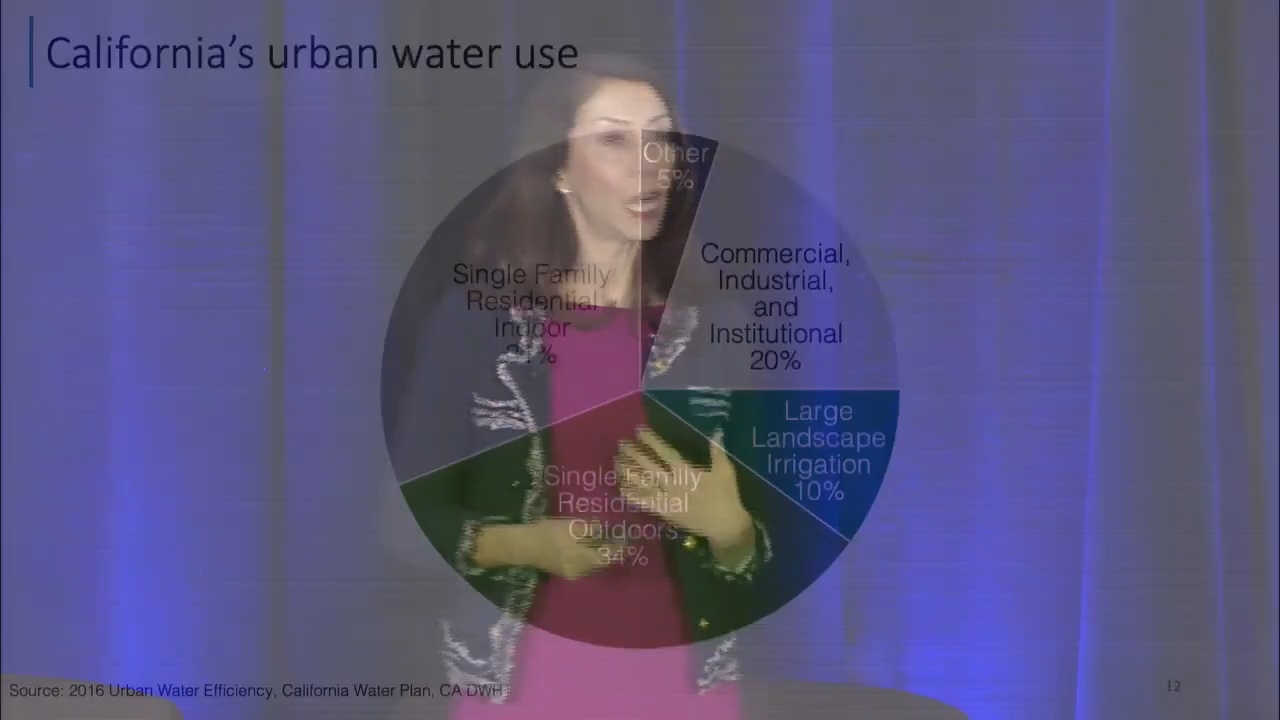 California's urban water use
Other
5%
Commercial,
Industrial,
and
Institutional
20%
Single Family
Residential
Indoor
Large
Landscape
Irrigation
10%
Single Family
Residential
Outdoors
34%
Source: 2016 Urban Water Efficiency, California Water Plan, CA
12